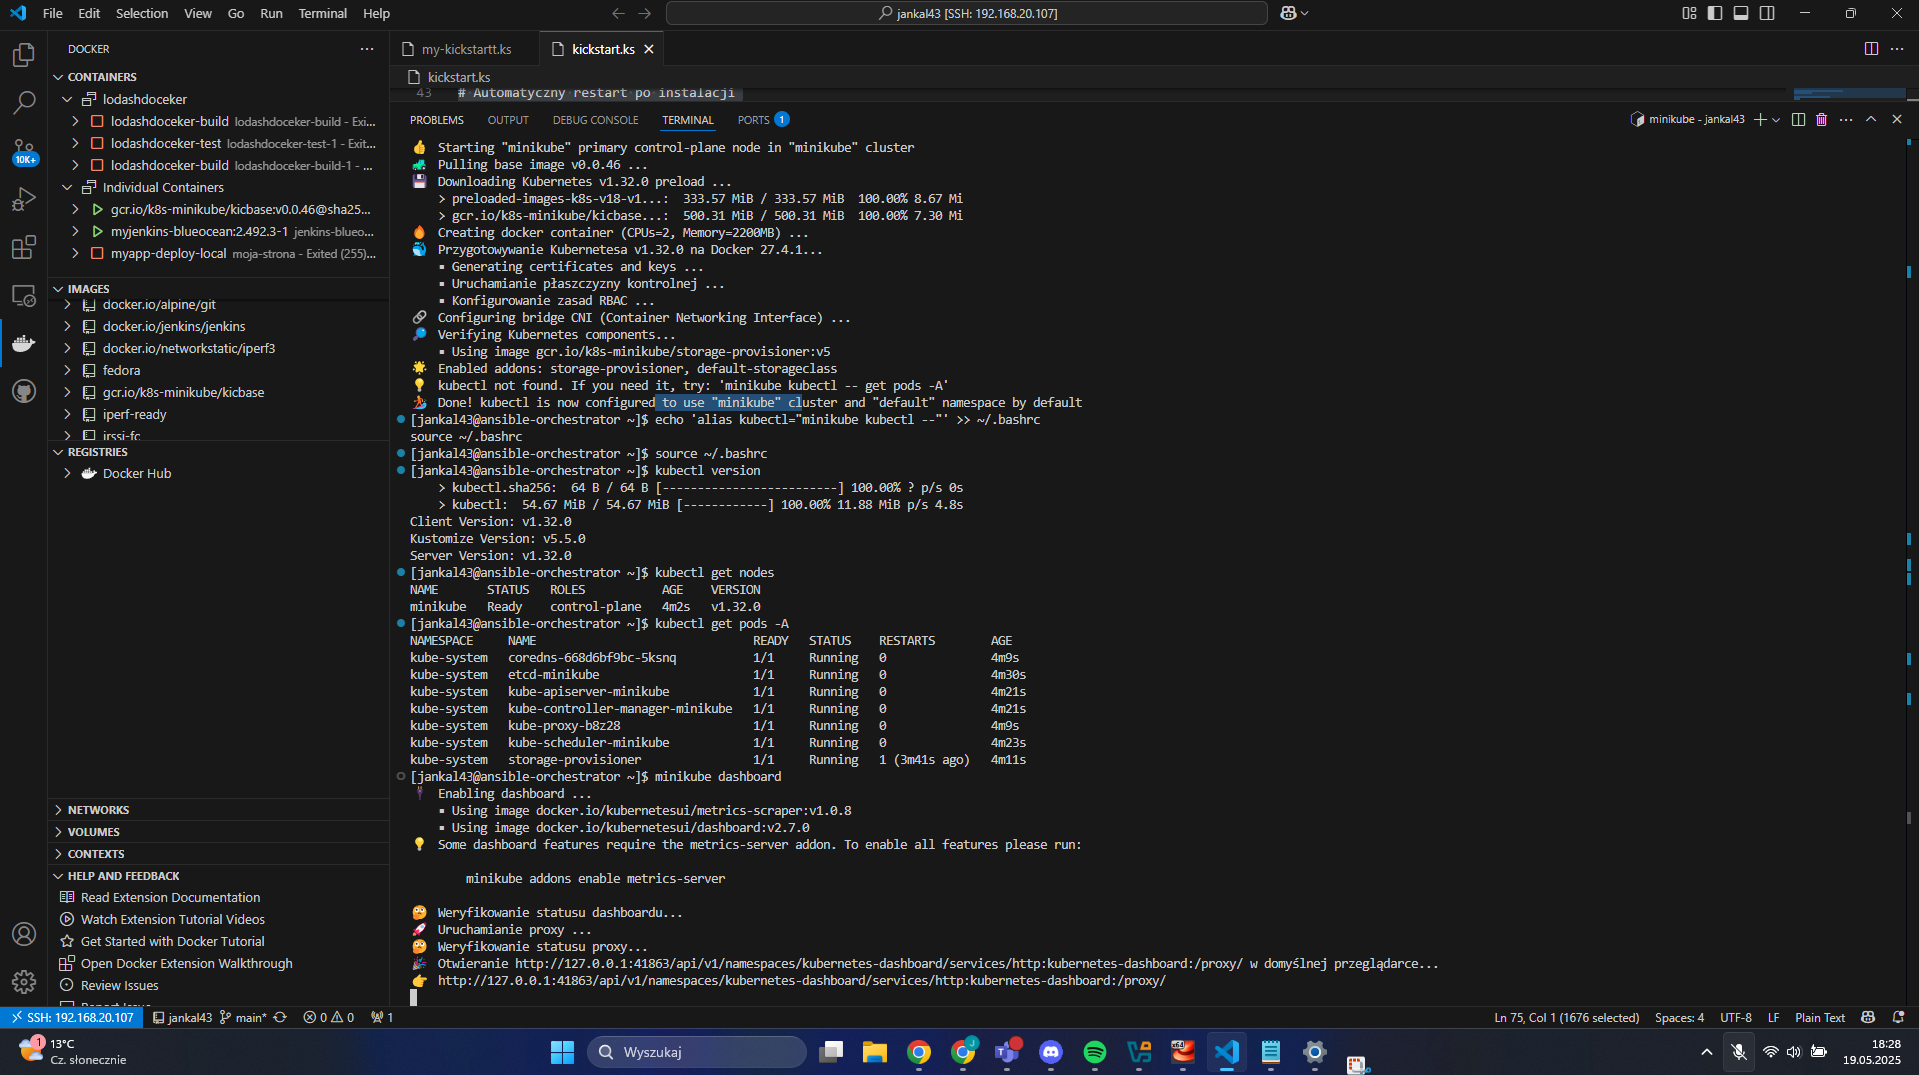 File Edit Selection View Go Run Terminal Help
jankal43 [SSH: 192.168.20.107]
DOCKER
CONTAINERS
lodashdoceker
lodashdoceker-build lodashdoceker-build - Exi...
lodashdoceker-test lodashdoceker-test-1 - Exit...
lodashdoceker-build lodashdoceker-build-1 - ...
Individual Containers
gcr.io/k8s-minikube/kicbase:v0.0.46@sha25...
myjenkins-blueocean:2.492.3-1 jenkins-blueo...
myapp-deploy-local moja-strona - Exited (255)...
IMAGES
docker.io/alpine/git
docker.io/jenkins/jenkins
docker.io/networkstatic/iperf3
fedora
gcr.io/k8s-minikube/kicbase
iperf-ready
irssi-fc
REGISTRIES
Docker Hub
NETWORKS
VOLUMES
CONTEXTS
HELP AND FEEDBACK
Read Extension Documentation
Watch Extension Tutorial Videos
Get Started with Docker Tutorial
Open Docker Extension Walkthrough
Review Issues
Report Issue
10K+
my-kickstartt.ks kickstart.ks
kickstart.ks
43 # Automatyczny restart po instalacji
PROBLEMS OUTPUT DEBUG CONSOLE TERMINAL PORTS 1
minikube - jankal43
Starting "minikube" primary control-plane node in "minikube" cluster
Pulling base image v0.0.46 ...
Downloading Kubernetes v1.32.0 preload ...
> preloaded-images-k8s-v18-v1...: 333.57 MiB / 333.57 MiB 100.00% 8.67 Mi
> gcr.io/k8s-minikube/kicbase...: 500.31 MiB / 500.31 MiB 100.00% 7.30 Mi
Creating docker container (CPUs=2, Memory=2200MB) ...
Przygotowywanie Kubernetesa v1.32.0 na Docker 27.4.1...
▪ Generating certificates and keys ...
▪ Uruchamianie płaszczyzny kontrolnej ...
▪ Konfigurowanie zasad RBAC ...
Configuring bridge CNI (Container Networking Interface) ...
Verifying Kubernetes components...
▪ Using image gcr.io/k8s-minikube/storage-provisioner:v5
Enabled addons: storage-provisioner, default-storageclass
kubectl not found. If you need it, try: 'minikube kubectl -- get pods -A'
Done! kubectl is now configured to use "minikube" cluster and "default" namespace by default
[jankal43@ansible-orchestrator ~]$ echo 'alias kubectl="minikube kubectl --"' >> ~/.bashrc
source ~/.bashrc
[jankal43@ansible-orchestrator ~]$ source ~/.bashrc
[jankal43@ansible-orchestrator ~]$ kubectl version
> kubectl.sha256: 64 B / 64 B [-------------------------] 100.00% ? p/s 0s
> kubectl: 54.67 MiB / 54.67 MiB [------------] 100.00% 11.88 MiB p/s 4.8s
Client Version: v1.32.0
Kustomize Version: v5.5.0
Server Version: v1.32.0
[jankal43@ansible-orchestrator ~]$ kubectl get nodes
NAME STATUS ROLES AGE VERSION
minikube Ready control-plane 4m2s v1.32.0
[jankal43@ansible-orchestrator ~]$ kubectl get pods -A
NAMESPACE NAME READY STATUS RESTARTS AGE
kube-system coredns-668d6bf9bc-5ksnq 1/1 Running 0 4m9s
kube-system etcd-minikube 1/1 Running 0 4m30s
kube-system kube-apiserver-minikube 1/1 Running 0 4m21s
kube-system kube-controller-manager-minikube 1/1 Running 0 4m21s
kube-system kube-proxy-b8z28 1/1 Running 0 4m9s
kube-system kube-scheduler-minikube 1/1 Running 0 4m23s
kube-system storage-provisioner 1/1 Running 1 (3m41s ago) 4m11s
[jankal43@ansible-orchestrator ~]$ minikube dashboard
Enabling dashboard ...
▪ Using image docker.io/kubernetesui/metrics-scraper:v1.0.8
▪ Using image docker.io/kubernetesui/dashboard:v2.7.0
Some dashboard features require the metrics-server addon. To enable all features please run:
minikube addons enable metrics-server
Weryfikowanie statusu dashboardu...
Uruchamianie proxy ...
Weryfikowanie statusu proxy...
Otwieranie http://127.0.0.1:41863/api/v1/namespaces/kubernetes-dashboard/services/http:kubernetes-dashboard:/proxy/ w domyślnej przeglądarce...
http://127.0.0.1:41863/api/v1/namespaces/kubernetes-dashboard/services/http:kubernetes-dashboard:/proxy/
SSH: 192.168.20.107 jankal43 main* 0 0 1
Ln 75, Col 1 (1676 selected) Spaces: 4 UTF-8 LF Plain Text
1 13°C
Cz. słonecznie
Wyszukaj
18:28
19.05.2025